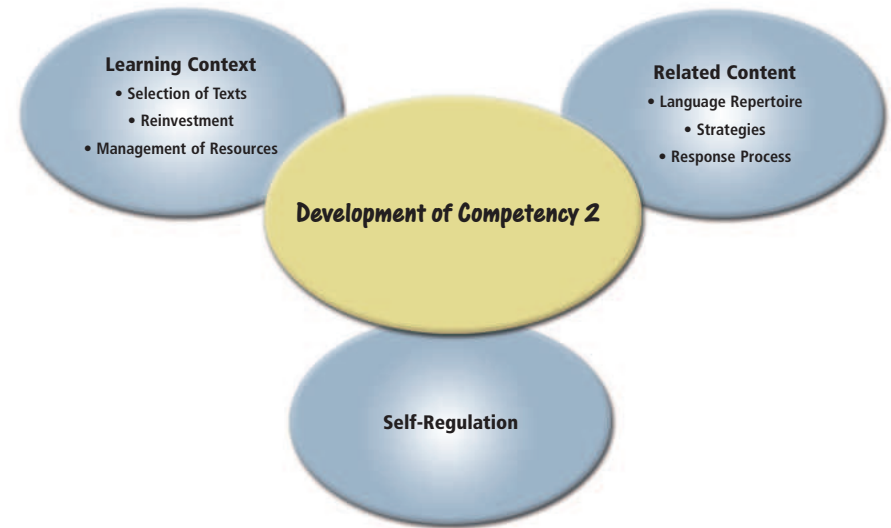 Learning Context
• Selection of Texts
• Reinvestment
• Management of Resources
Related Content
• Language Repertoire
• Strategies
• Response Process
Development of Competency 2
Self-Regulation